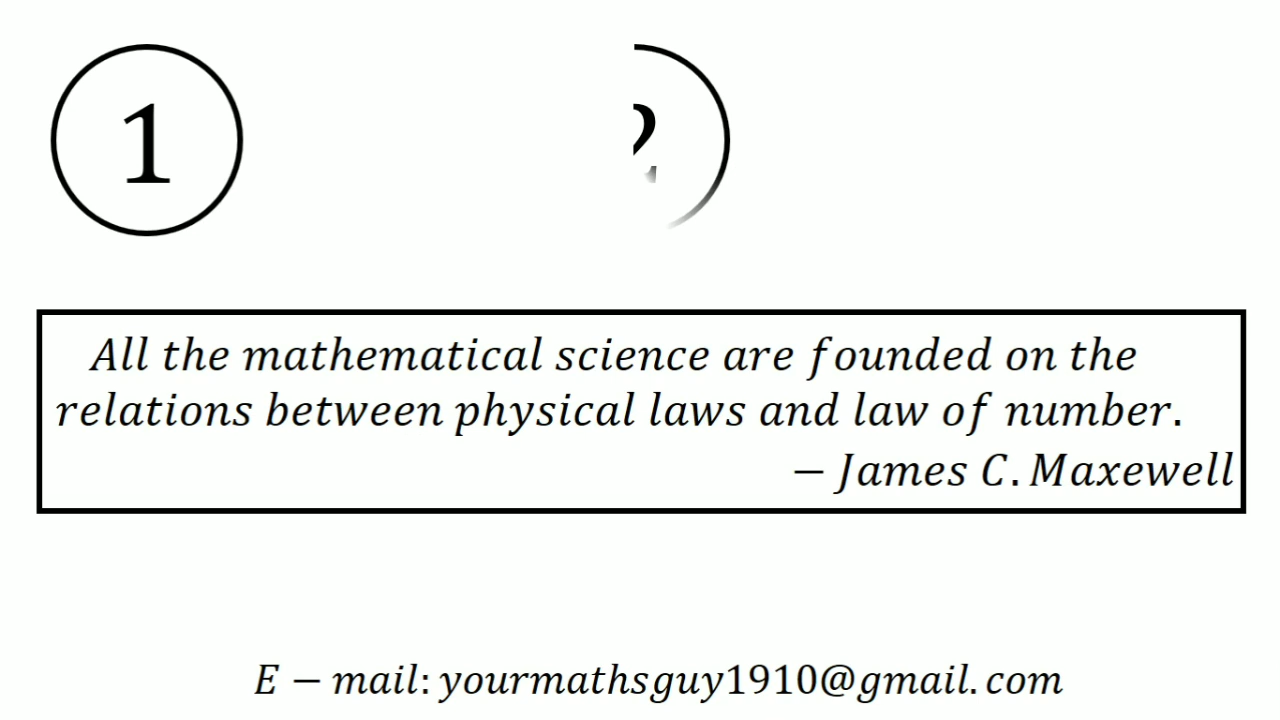 1
2
All the mathematical science are founded on the
relations between physical laws and law of number.
− James C. Maxewell
E − mail: yourmathsguy1910@gmail.com